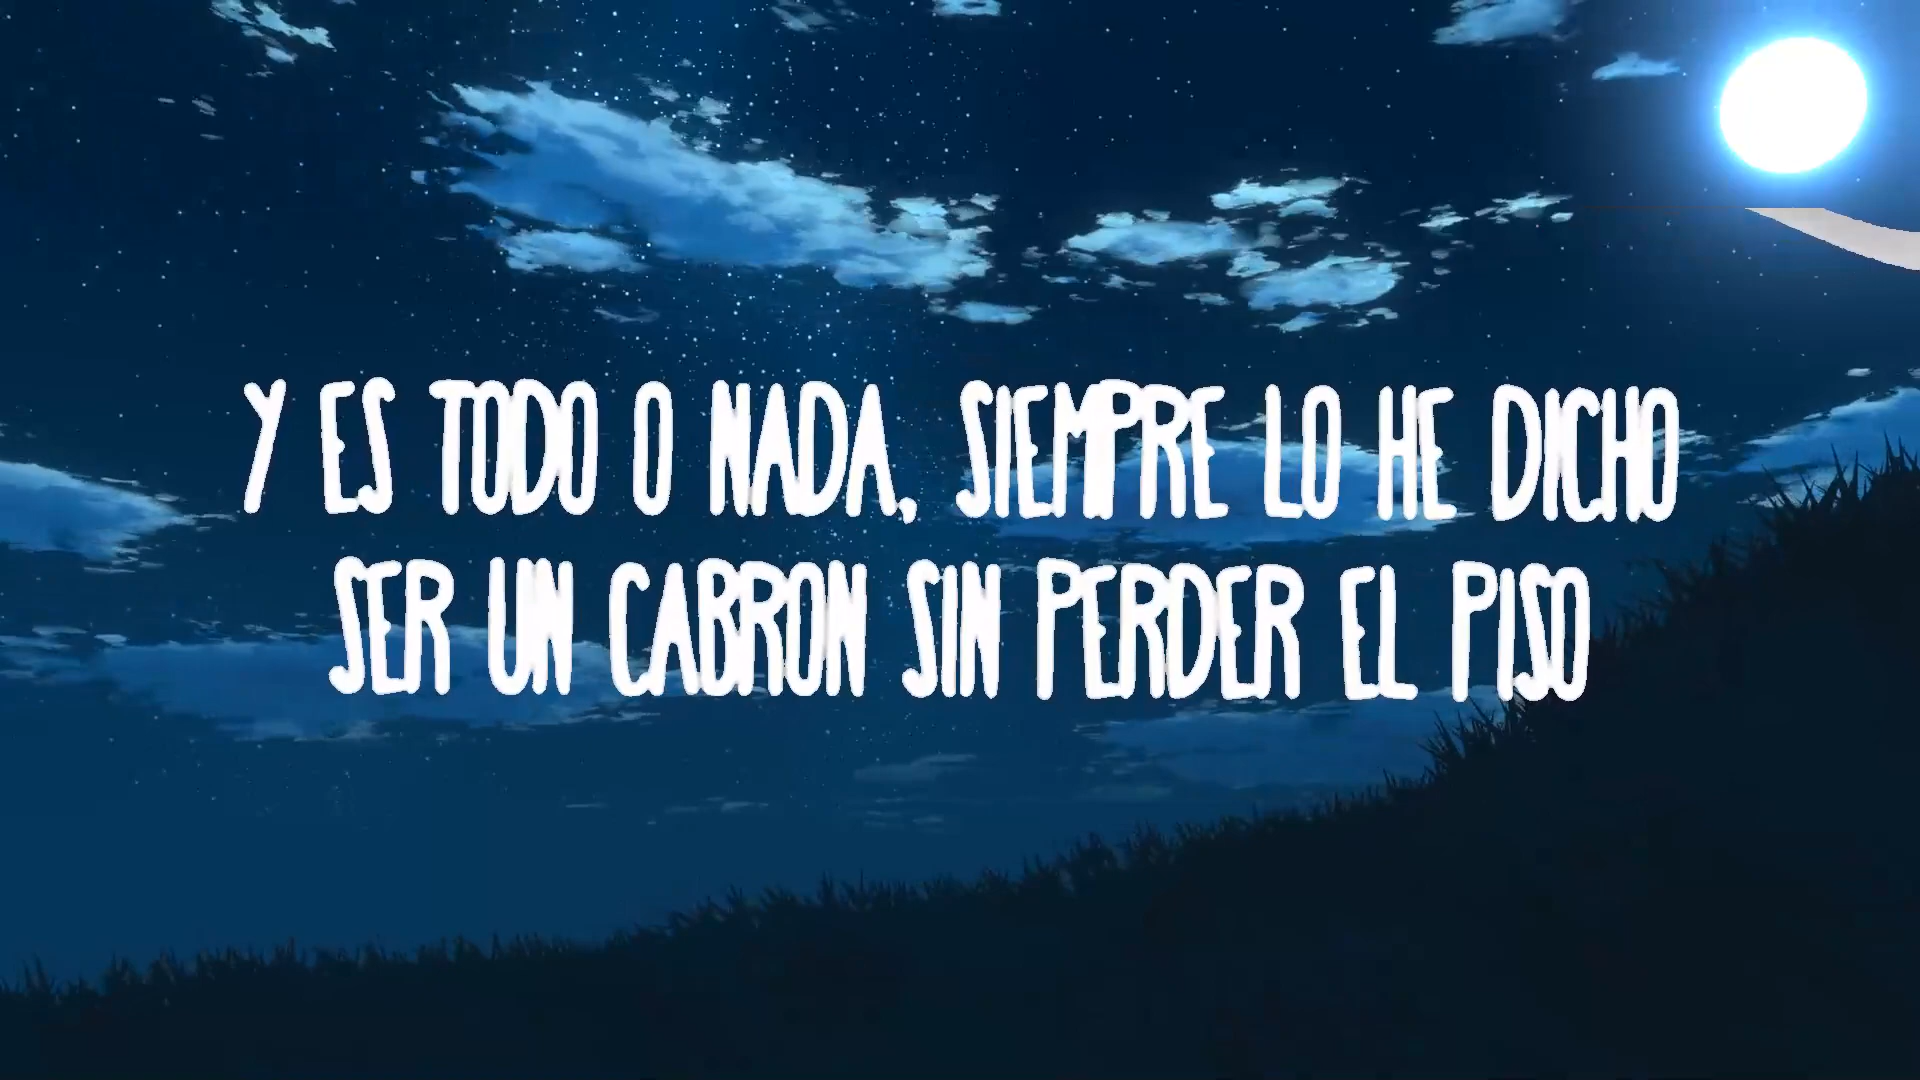 Y ES TODO O NADA, SIEMPRE LO HE DICHO
SER UN CABRON SIN PERDER EL PISO